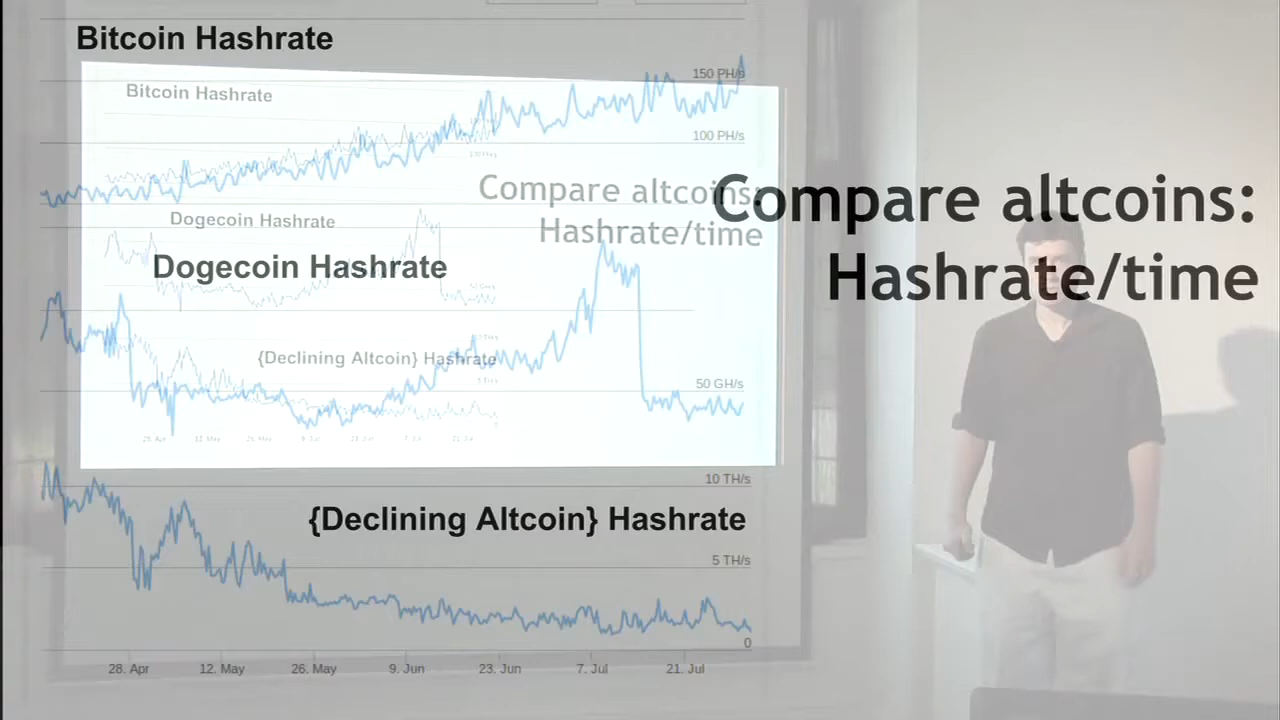 Bitcoin Hashrate
150 PH/s
Bitcoin Hashrate
100 PH/s
Compare altcoins:
Hashrate/time
Compare altcoins:
Hashrate/time
Dogecoin Hashrate
Dogecoin Hashrate
{Declining Altcoin} Hashrate
50 GH/s
10 TH/s
{Declining Altcoin} Hashrate
5 TH/s
0
28. Apr 12. May 26. May 9. Jun 23. Jun 7. Jul 21. Jul